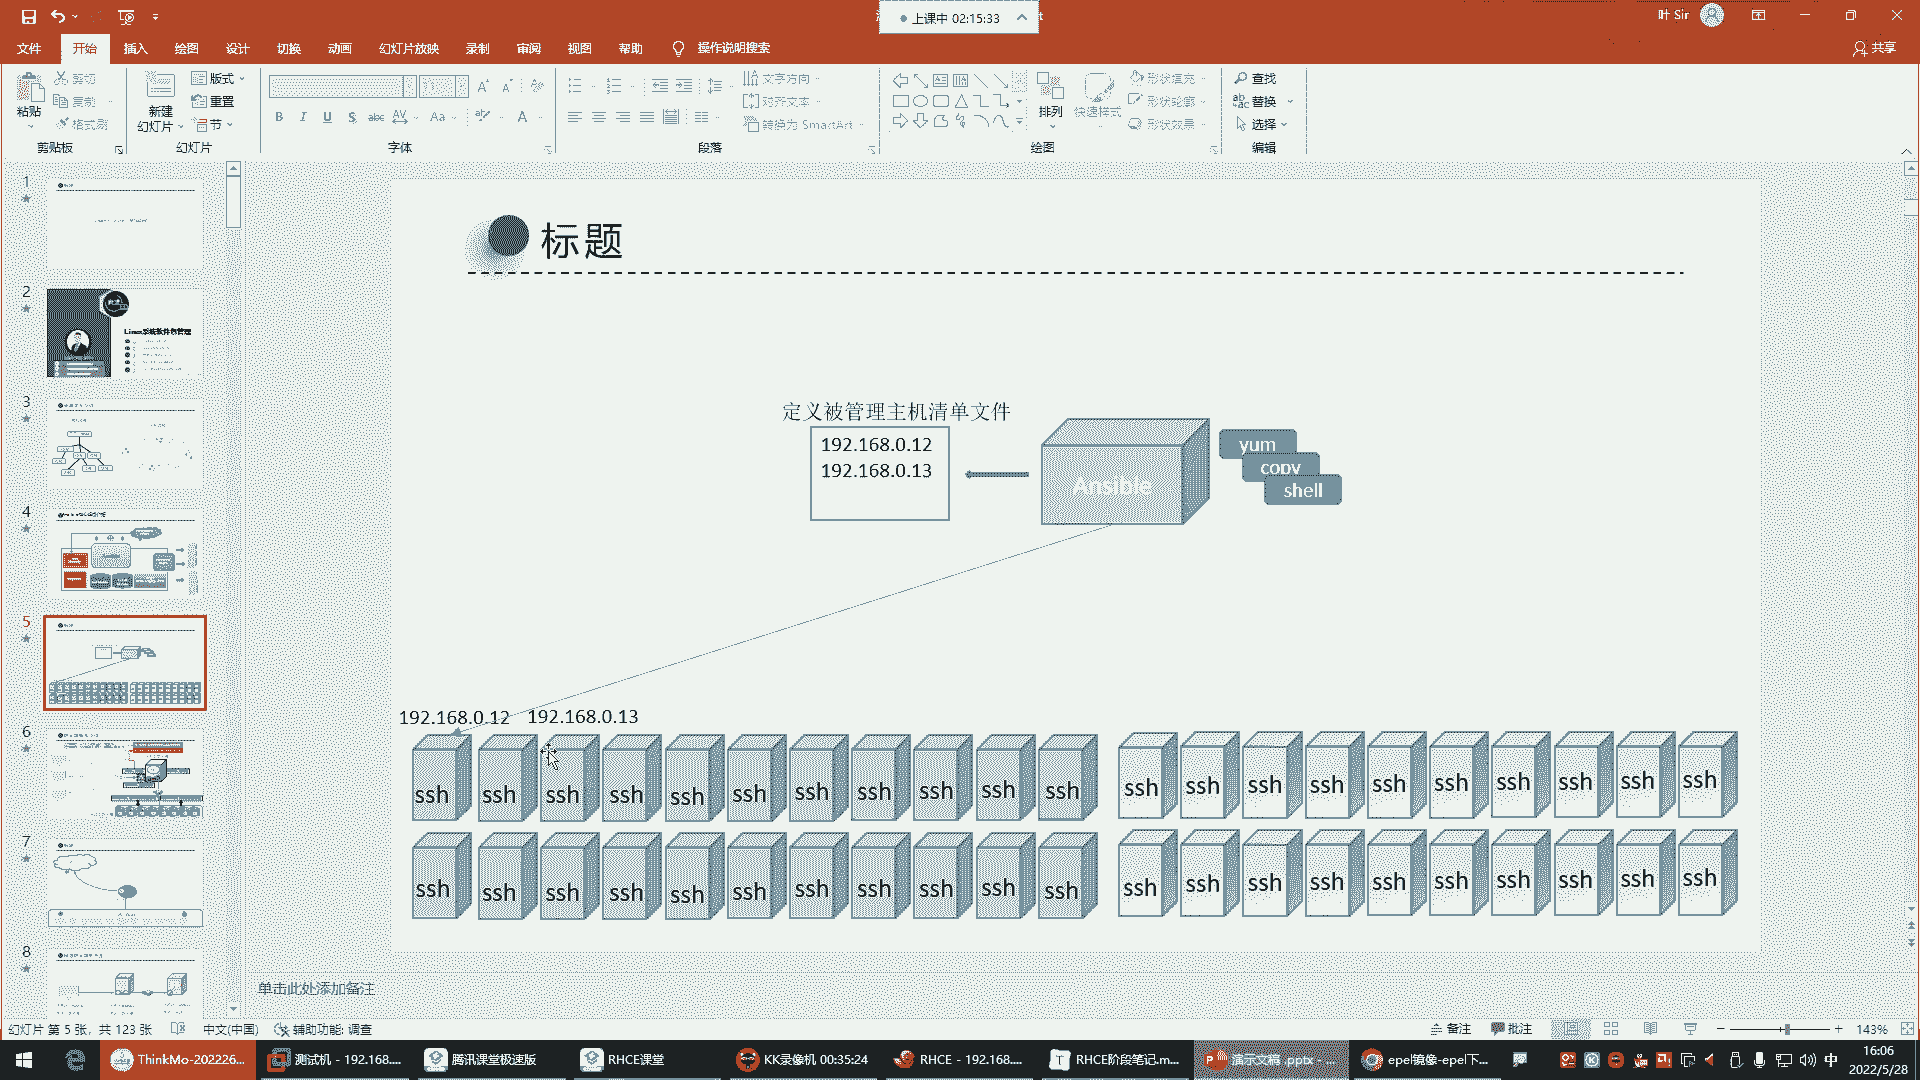 上课中 02:15:33
叶 Sir
文件 开始 插入 绘图 设计 切换 动画 幻灯片放映 录制 审阅 视图 帮助 操作说明搜索 共享
剪切 版式 文字方向 形状填充 查找
粘贴 复制 新建 重置 对齐文本 排列 快速样式 形状轮廓 替换
格式刷 幻灯片 节 B I U S abc AV Aa A 转换为 SmartArt 形状效果 选择
剪贴板 幻灯片 字体 段落 绘图 编辑
1
2
Linux系统软件包管理
3
4
5
6
7
8
标题
定义被管理主机清单文件
192.168.0.12
192.168.0.13
Ansible
yum
copy
shell
192.168.0.12 192.168.0.13
ssh ssh ssh ssh ssh ssh ssh ssh ssh ssh ssh ssh ssh ssh ssh ssh ssh ssh ssh ssh ssh
ssh ssh ssh ssh ssh ssh ssh ssh ssh ssh ssh ssh ssh ssh ssh ssh ssh ssh ssh ssh ssh
单击此处添加备注
幻灯片 第 5 张，共 123 张 中文(中国) 辅助功能: 调查 备注 批注 143%
ThinkMo-202226... 测试机 - 192.168.... 腾讯课堂极速版 RHCE课堂 KK录像机 00:35:24 RHCE - 192.168.... RHCE阶段笔记.m... 演示文稿 .pptx - ... epel镜像-epel下... 中
16:06
2022/5/28